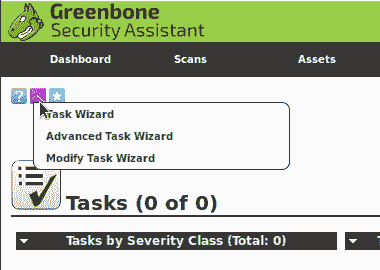 Greenbone
Security Assistant
Dashboard Scans Assets
?
Task Wizard
Advanced Task Wizard
Modify Task Wizard
Tasks (0 of 0)
Tasks by Severity Class (Total: 0)